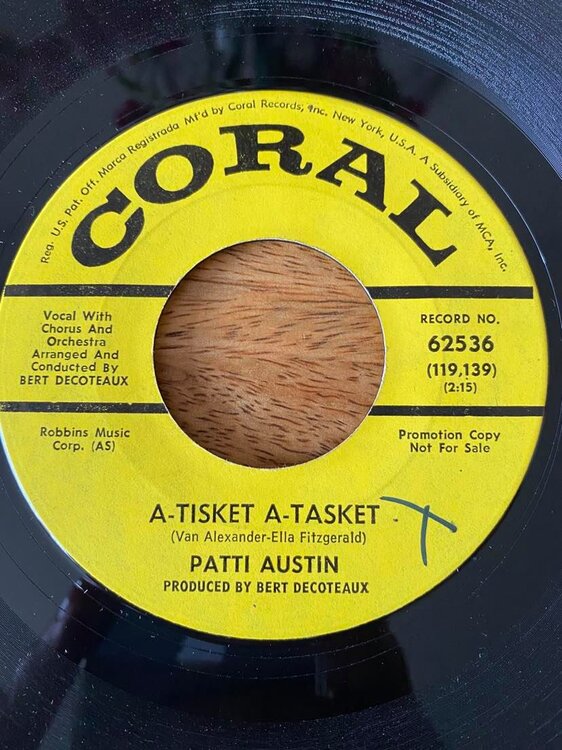 Reg. U.S. Pat. Off. Marca Registrada Mf'd by Coral Records, Inc. New York, U.S.A. A Subsidiary of MCA, Inc.
CORAL
Vocal With
Chorus And
Orchestra
Arranged And
Conducted By
BERT DECOTEAUX
RECORD NO.
62536
(119,139)
(2:15)
Robbins Music
Corp. (AS)
Promotion Copy
Not For Sale
A-TISKET A-TASKET
(Van Alexander-Ella Fitzgerald)
PATTI AUSTIN
PRODUCED BY BERT DECOTEAUX